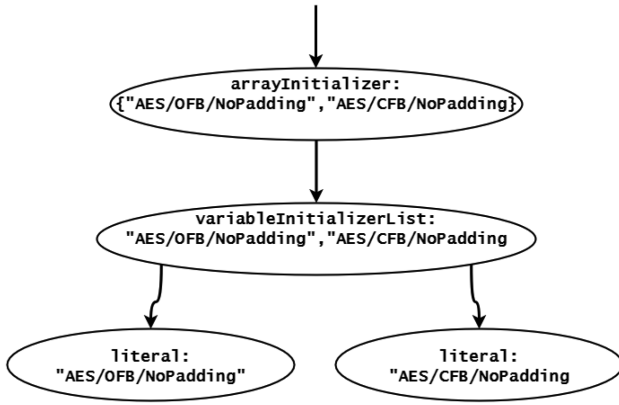 arrayInitializer:
{"AES/OFB/NoPadding","AES/CFB/NoPadding}
variableInitializerList:
"AES/OFB/NoPadding","AES/CFB/NoPadding
literal:
"AES/OFB/NoPadding"
literal:
"AES/CFB/NoPadding